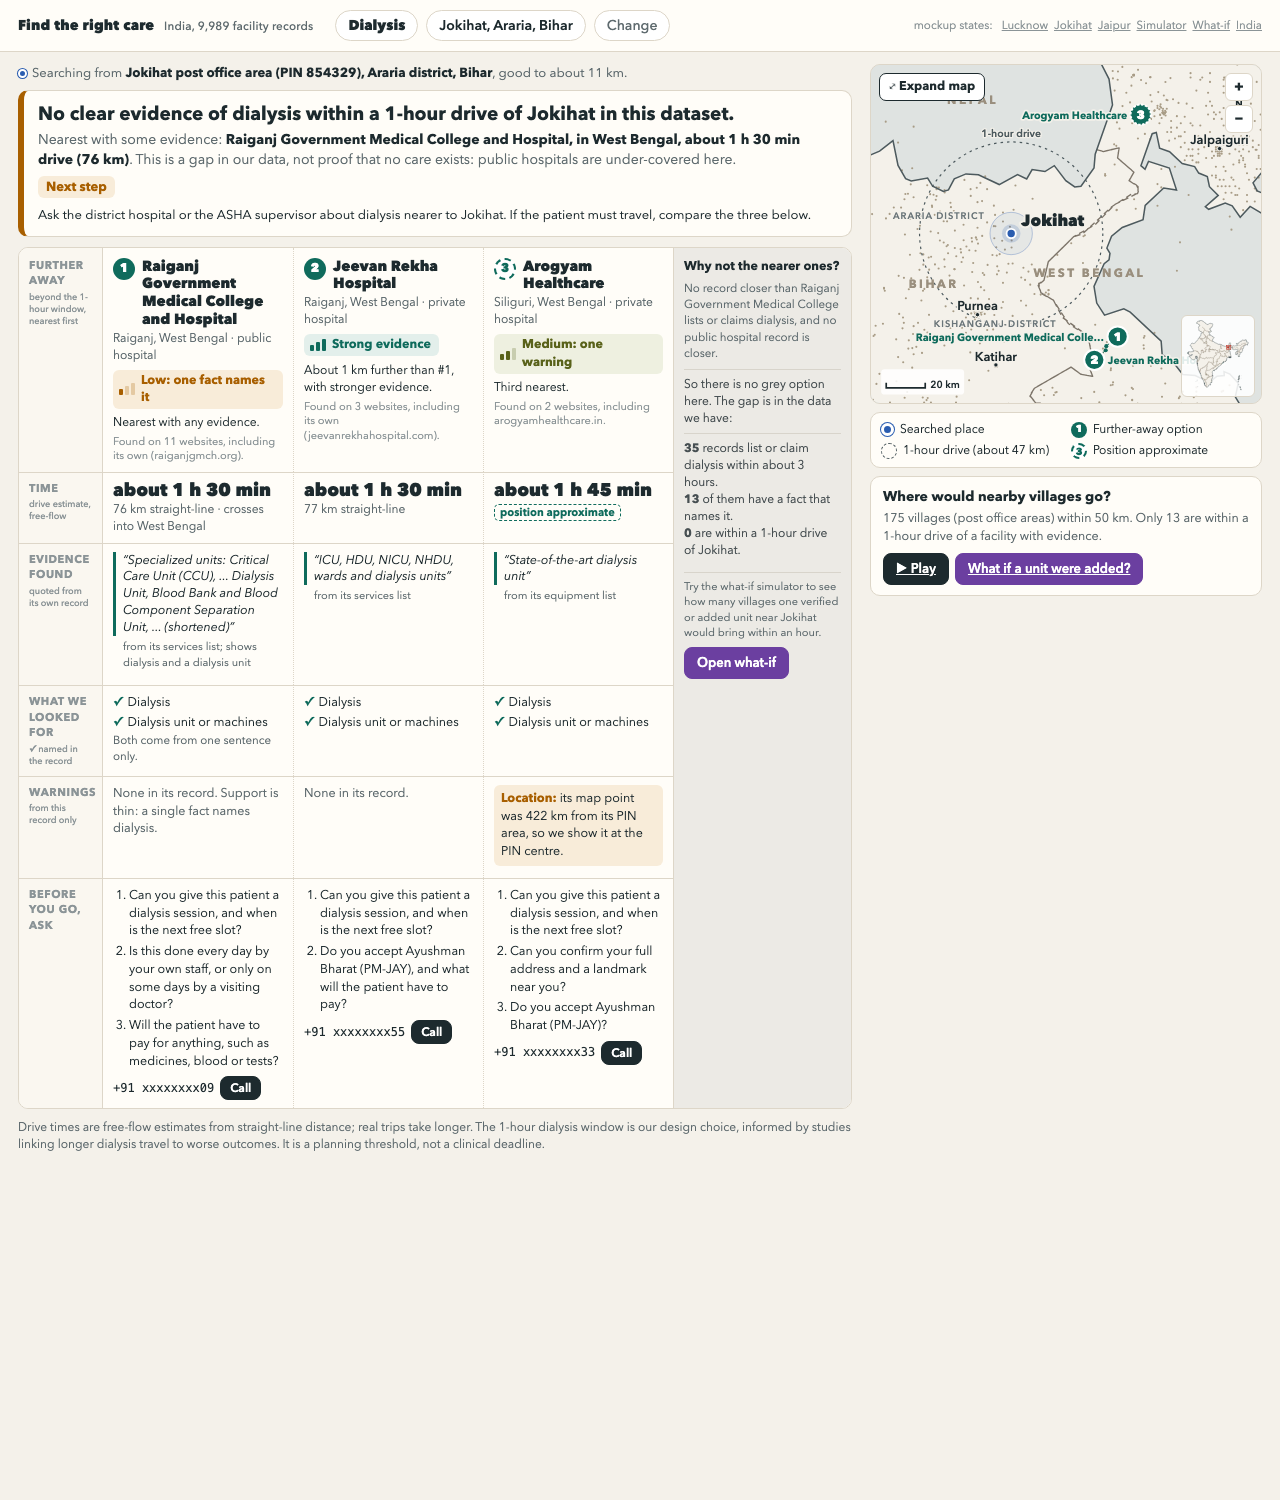 Find the right care India, 9,989 facility records Dialysis Jokihat, Araria, Bihar Change mockup states: Lucknow Jokihat Jaipur Simulator What-if India
Searching from Jokihat post office area (PIN 854329), Araria district, Bihar, good to about 11 km.
No clear evidence of dialysis within a 1-hour drive of Jokihat in this dataset.
Nearest with some evidence: Raiganj Government Medical College and Hospital, in West Bengal, about 1 h 30 min
drive (76 km). This is a gap in our data, not proof that no care exists: public hospitals are under-covered here.
Next step
Ask the district hospital or the ASHA supervisor about dialysis nearer to Jokihat. If the patient must travel, compare the three below.
FURTHER
AWAY
beyond the 1-
hour window,
nearest first
1 Raiganj
Government
Medical College
and Hospital
Raiganj, West Bengal · public
hospital
Low: one fact names
it
Nearest with any evidence.
Found on 11 websites, including
its own (raiganjgmch.org).
2 Jeevan Rekha
Hospital
Raiganj, West Bengal · private
hospital
Strong evidence
About 1 km further than #1,
with stronger evidence.
Found on 3 websites, including
its own
(jeevanrekhahospital.com).
3 Arogyam
Healthcare
Siliguri, West Bengal · private
hospital
Medium: one
warning
Third nearest.
Found on 2 websites, including
arogyamhealthcare.in.
TIME
drive estimate,
free-flow
about 1 h 30 min
76 km straight-line · crosses
into West Bengal
about 1 h 30 min
77 km straight-line
about 1 h 45 min
position approximate
EVIDENCE
FOUND
quoted from
its own record
“Specialized units: Critical
Care Unit (CCU), ... Dialysis
Unit, Blood Bank and Blood
Component Separation
Unit, ... (shortened)”
from its services list; shows
dialysis and a dialysis unit
“ICU, HDU, NICU, NHDU,
wards and dialysis units”
from its services list
“State-of-the-art dialysis
unit”
from its equipment list
WHAT WE
LOOKED
FOR
✓ named in
the record
✓ Dialysis
✓ Dialysis unit or machines
Both come from one sentence
only.
✓ Dialysis
✓ Dialysis unit or machines
✓ Dialysis
✓ Dialysis unit or machines
WARNINGS
from this
record only
None in its record. Support is
thin: a single fact names
dialysis.
None in its record.
Location: its map point
was 422 km from its PIN
area, so we show it at the
PIN centre.
BEFORE
YOU GO,
ASK
1. Can you give this patient a
dialysis session, and when
is the next free slot?
2. Is this done every day by
your own staff, or only on
some days by a visiting
doctor?
3. Will the patient have to
pay for anything, such as
medicines, blood or tests?
+91 xxxxxxxx09 Call
1. Can you give this patient a
dialysis session, and when
is the next free slot?
2. Do you accept Ayushman
Bharat (PM-JAY), and what
will the patient have to
pay?
+91 xxxxxxxx55 Call
1. Can you give this patient a
dialysis session, and when
is the next free slot?
2. Can you confirm your full
address and a landmark
near you?
3. Do you accept Ayushman
Bharat (PM-JAY)?
+91 xxxxxxxx33 Call
Why not the nearer ones?
No record closer than Raiganj
Government Medical College
lists or claims dialysis, and no
public hospital record is
closer.
So there is no grey option
here. The gap is in the data
we have:
35 records list or claim
dialysis within about 3
hours.
13 of them have a fact that
names it.
0 are within a 1-hour drive
of Jokihat.
Try the what-if simulator to see
how many villages one verified
or added unit near Jokihat
would bring within an hour.
Open what-if
Drive times are free-flow estimates from straight-line distance; real trips take longer. The 1-hour dialysis window is our design choice, informed by studies
linking longer dialysis travel to worse outcomes. It is a planning threshold, not a clinical deadline.
Expand map
NEPAL
+
N
−
Arogyam Healthcare 3
1-hour drive
Jalpaiguri
ARARIA DISTRICT
Jokihat
WEST BENGAL
BIHAR
Purnea
KISHANGANJ DISTRICT
Raiganj Government Medical Colle... 1
Katihar
2 Jeevan Rekha
20 km
Searched place
1 Further-away option
1-hour drive (about 47 km)
3 Position approximate
Where would nearby villages go?
175 villages (post office areas) within 50 km. Only 13 are within a
1-hour drive of a facility with evidence.
▶ Play What if a unit were added?